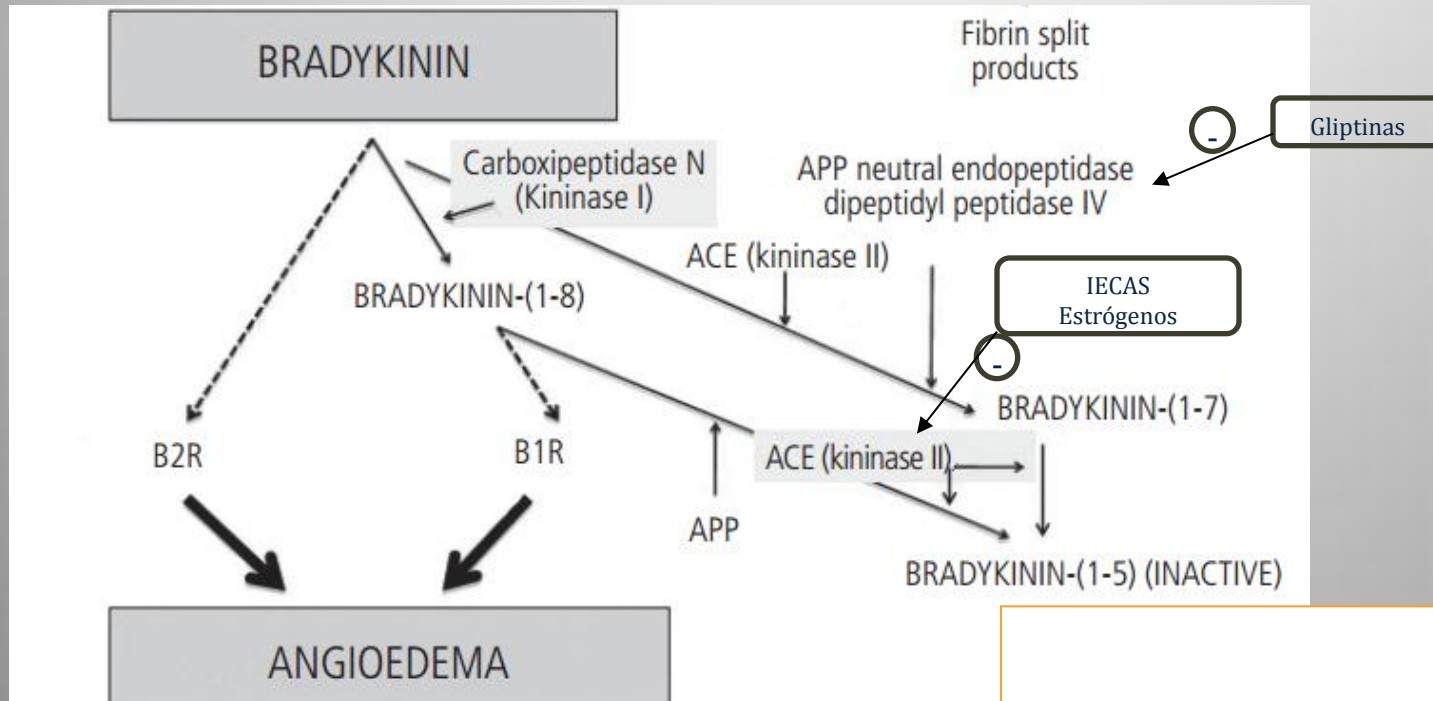 BRADYKININ
Fibrin split
products
Gliptinas
-
Carboxipeptidase N
(Kininase I)
APP neutral endopeptidase
dipeptidyl peptidase IV
ACE (kininase II)
IECAS
Estrógenos
-
BRADYKININ-(1-8)
BRADYKININ-(1-7)
B2R
B1R
ACE (kininase II)
APP
BRADYKININ-(1-5) (INACTIVE)
ANGIOEDEMA